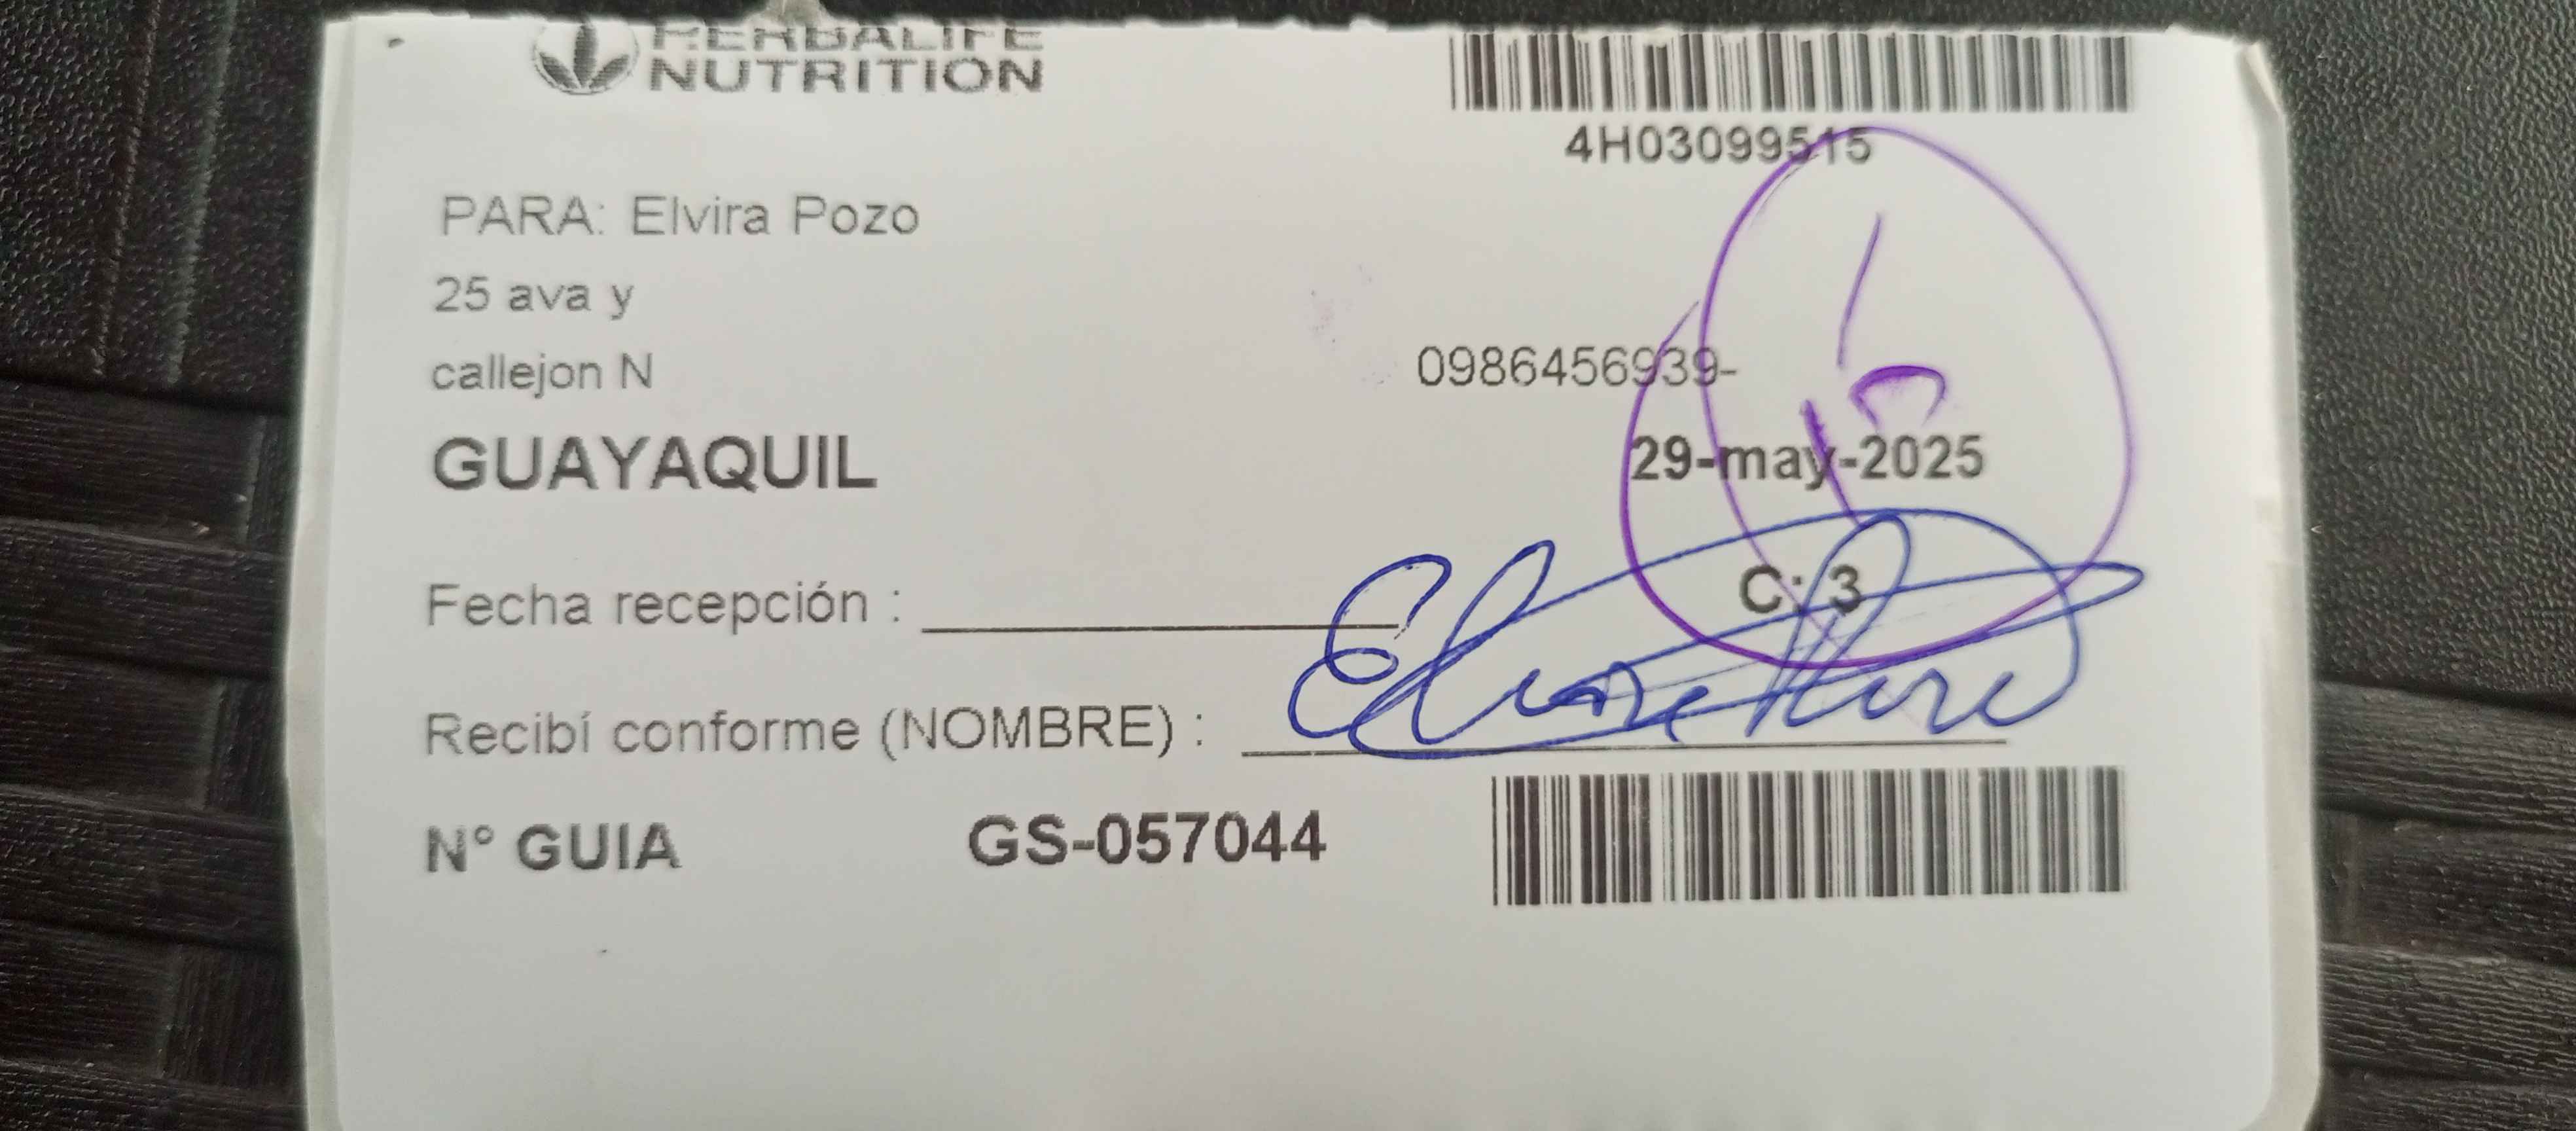 HERBALIFE
NUTRITION
4H03099515
PARA: Elvira Pozo
25 ava y
callejon N
0986456939-
GUAYAQUIL
29-may-2025
C: 3
Fecha recepción :
Recibí conforme (NOMBRE) :
N° GUIA GS-057044